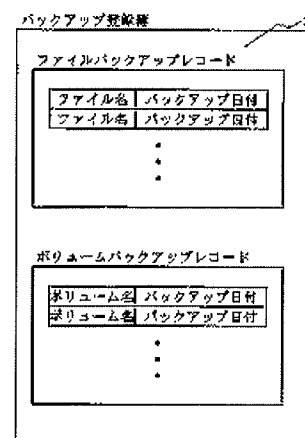 バックアップ登録簿
ファイルバックアップレコード
ファイル名 バックアップ日付
ファイル名 バックアップ日付
ボリュームバックアップレコード
ボリューム名 バックアップ日付
ボリューム名 バックアップ日付